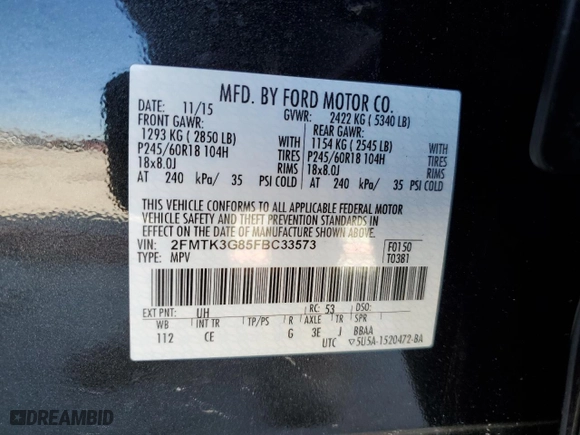 MFD. BY FORD MOTOR CO.
DATE: 11/15 GVWR: 2422 KG ( 5340 LB)
FRONT GAWR: REAR GAWR:
1293 KG ( 2850 LB) WITH 1154 KG ( 2545 LB) WITH
P245/60R18 104H TIRES P245/60R18 104H TIRES
18x8.0J RIMS 18x8.0J RIMS
AT 240 kPa/ 35 PSI COLD AT 240 kPa/ 35 PSI COLD
THIS VEHICLE CONFORMS TO ALL APPLICABLE FEDERAL MOTOR
VEHICLE SAFETY AND THEFT PREVENTION STANDARDS IN
EFFECT ON THE DATE OF MANUFACTURE SHOWN ABOVE.
VIN: 2FMTK3G85FBC33573 F0150
TYPE: MPV T0381
EXT PNT: UH RC: 53 DSO:
WB INT TR TP/PS R AXLE TR SPR
112 CE G 3E J BBAA
UTC ▽5U5A-1520472-BA
DREAMBID